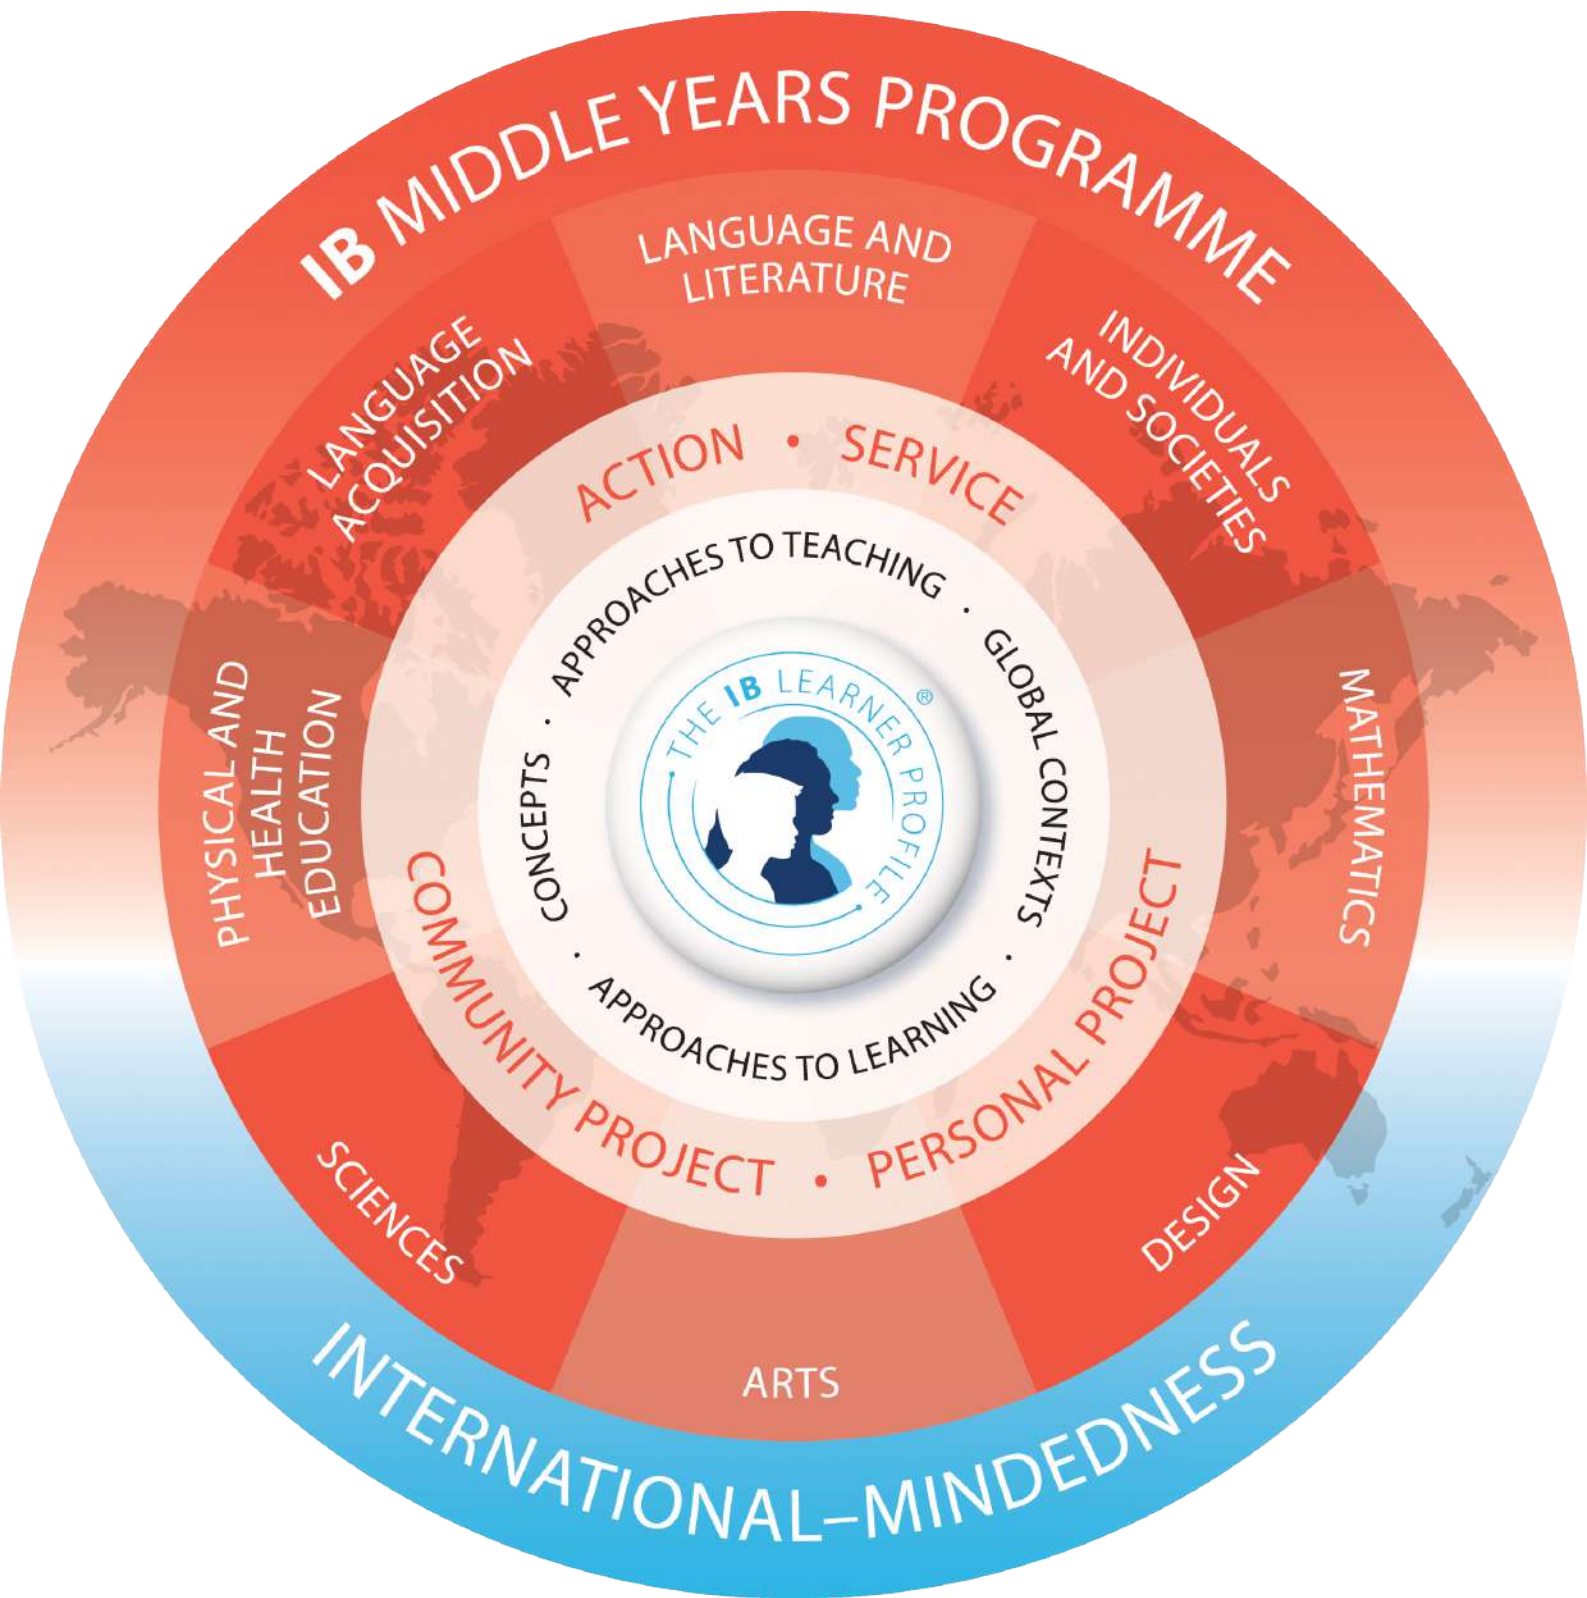 IB MIDDLE YEARS PROGRAMME
LANGUAGE AND
LITERATURE
INDIVIDUALS
AND SOCIETIES
MATHEMATICS
DESIGN
ARTS
SCIENCES
PHYSICAL AND
HEALTH
EDUCATION
LANGUAGE
ACQUISITION
ACTION • SERVICE
COMMUNITY PROJECT • PERSONAL PROJECT
APPROACHES TO TEACHING · GLOBAL CONTEXTS ·
APPROACHES TO LEARNING · CONCEPTS ·
THE IB LEARNER PROFILE ®
INTERNATIONAL–MINDEDNESS